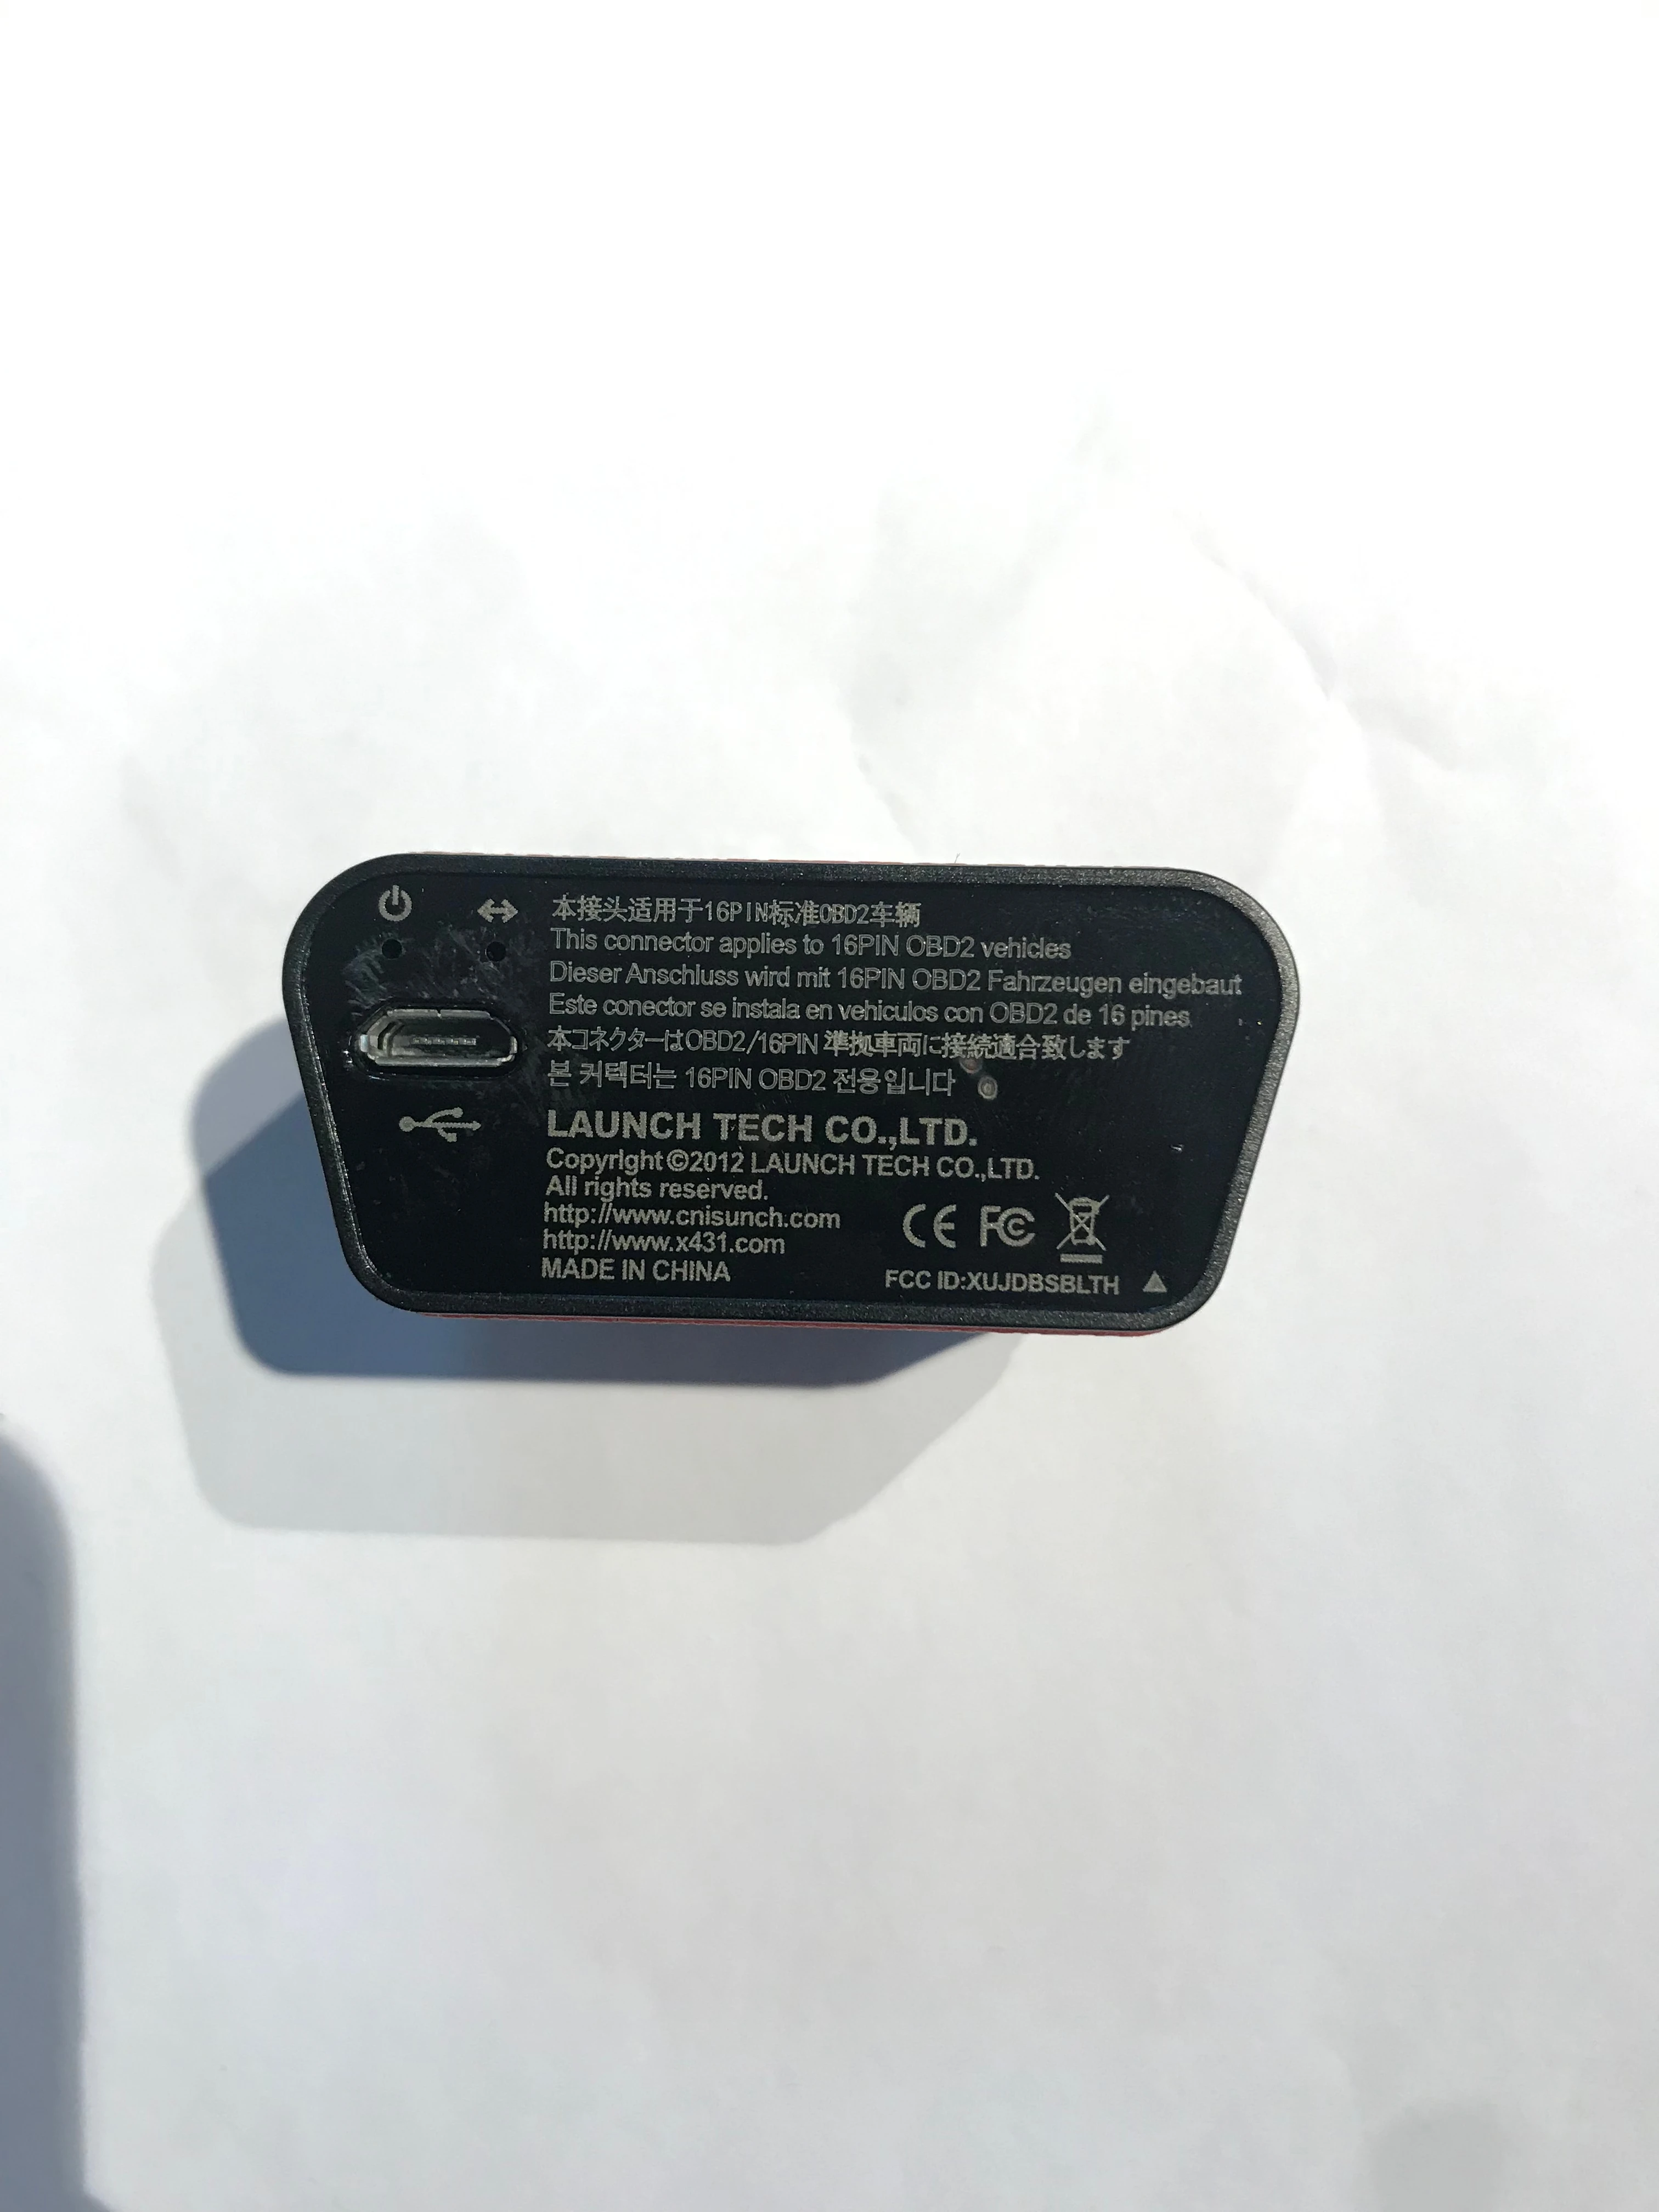 本接头适用于16PIN标准OBD2车辆
This connector applies to 16PIN OBD2 vehicles
Dieser Anschluss wird mit 16PIN OBD2 Fahrzeugen eingebaut
Este conector se instala en vehiculos con OBD2 de 16 pines
本コネクターはOBD2/16PIN 準拠車両に接続適合致します
본 커텍터는 16PIN OBD2 전용입니다
LAUNCH TECH CO.,LTD.
Copyright©2012 LAUNCH TECH CO.,LTD.
All rights reserved.
http://www.cnisunch.com
http://www.x431.com
MADE IN CHINA
CE FC
FCC ID:XUJDBSBLTH